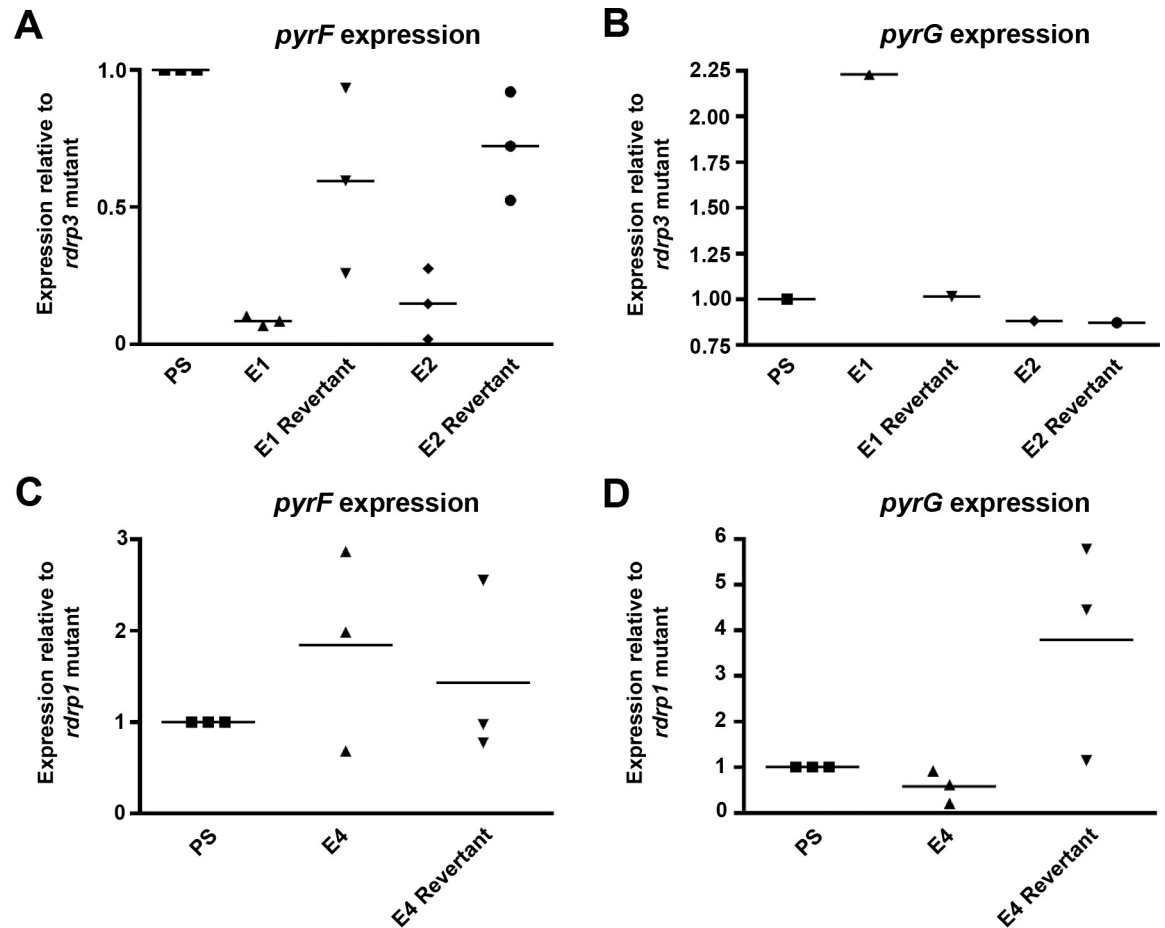 A
pyrF expression
Expression relative to
rdrp3 mutant
1.0
0.5
0
PS
E1
E1 Revertant
E2
E2 Revertant
B
pyrG expression
Expression relative to
rdrp3 mutant
2.25
2.00
1.75
1.50
1.25
1.00
0.75
PS
E1
E1 Revertant
E2
E2 Revertant
C
pyrF expression
Expression relative to
rdrp1 mutant
3
2
1
0
PS
E4
E4 Revertant
D
pyrG expression
Expression relative to
rdrp1 mutant
6
5
4
3
2
1
0
PS
E4
E4 Revertant